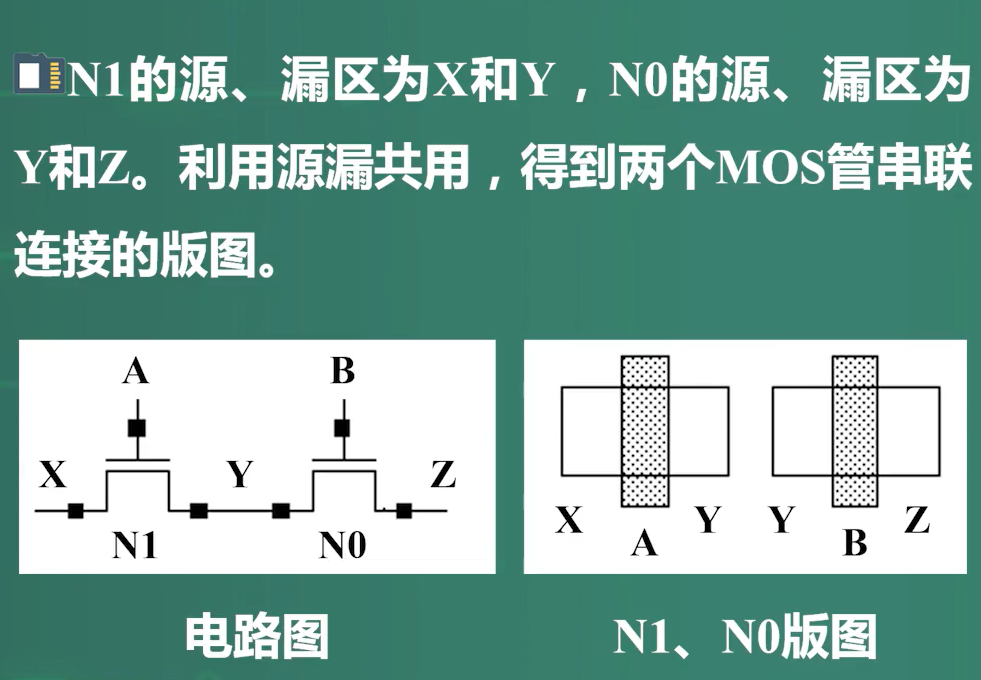 N1的源、漏区为X和Y，N0的源、漏区为
Y和Z。利用源漏共用，得到两个MOS管串联
连接的版图。
A B
X Y Z
N1 N0
X A Y Y B Z
电路图
N1、N0版图